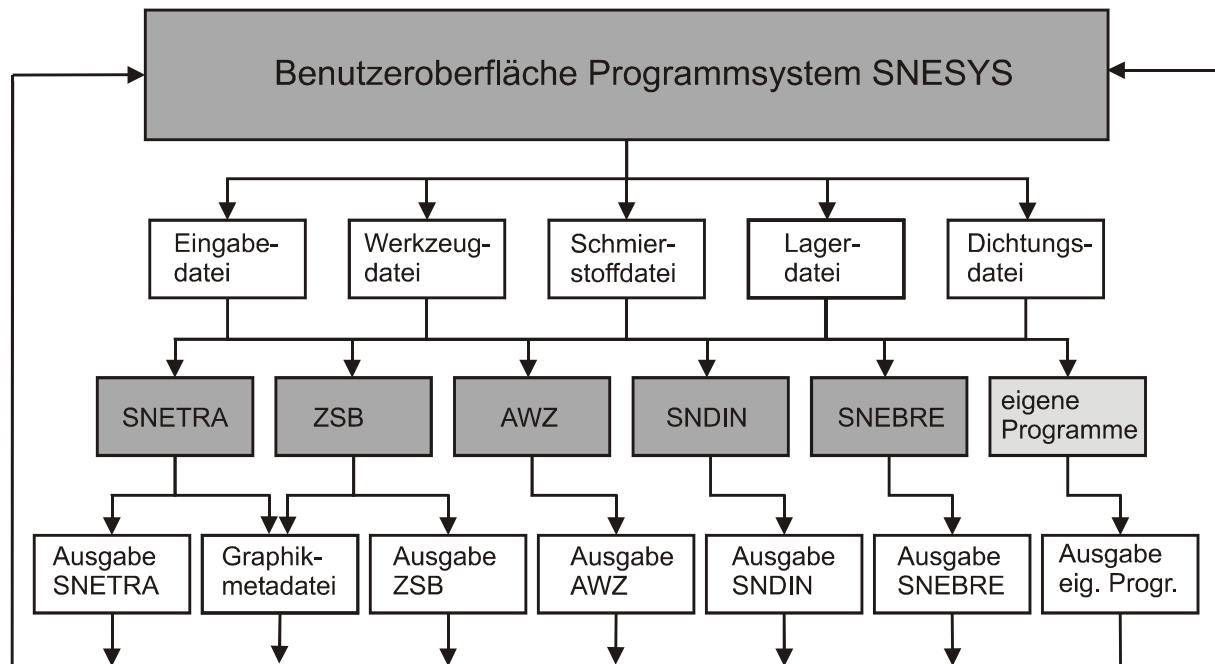 Benutzeroberfläche Programmsystem SNESYS
Eingabe-
datei
Werkzeug-
datei
Schmier-
stoffdatei
Lager-
datei
Dichtungs-
datei
SNETRA
ZSB
AWZ
SNDIN
SNEBRE
eigene
Programme
Ausgabe
SNETRA
Graphik-
metadatei
Ausgabe
ZSB
Ausgabe
AWZ
Ausgabe
SNDIN
Ausgabe
SNEBRE
Ausgabe
eig. Progr.